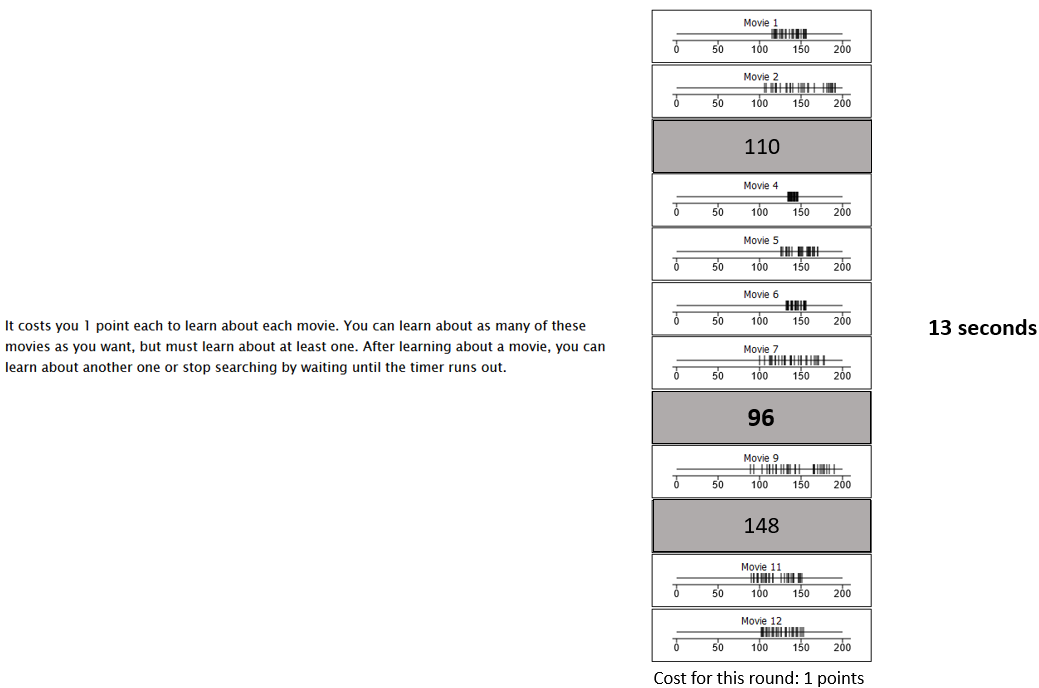 It costs you 1 point each to learn about each movie. You can learn about as many of these
movies as you want, but must learn about at least one. After learning about a movie, you can
learn about another one or stop searching by waiting until the timer runs out.
Movie 1
0 50 100 150 200
Movie 2
0 50 100 150 200
110
Movie 4
0 50 100 150 200
Movie 5
0 50 100 150 200
Movie 6
0 50 100 150 200
Movie 7
0 50 100 150 200
96
Movie 9
0 50 100 150 200
148
Movie 11
0 50 100 150 200
Movie 12
0 50 100 150 200
Cost for this round: 1 points
13 seconds